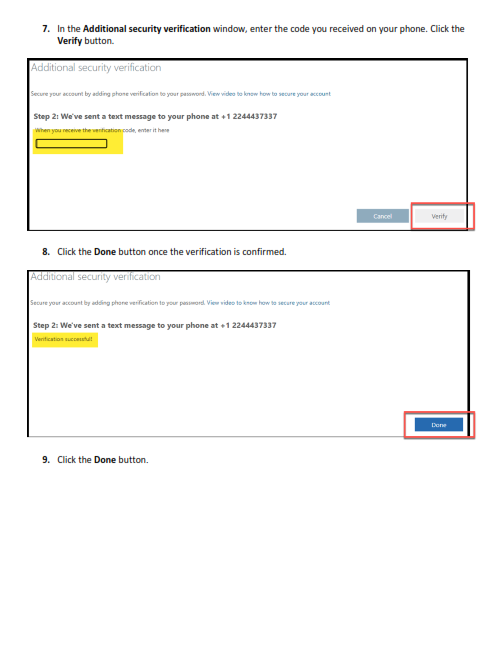 7. In the Additional security verification window, enter the code you received on your phone. Click the
Verify button.
Additional security verification
Secure your account by adding phone verification to your password. View video to know how to secure your account
Step 2: We've sent a text message to your phone at +1 2244437337
When you receive the verification code, enter it here
Cancel Verify
8. Click the Done button once the verification is confirmed.
Additional security verification
Secure your account by adding phone verification to your password. View video to know how to secure your account
Step 2: We've sent at text message to your phone at +1 2244437337
Verification successful!
Done
9. Click the Done button.